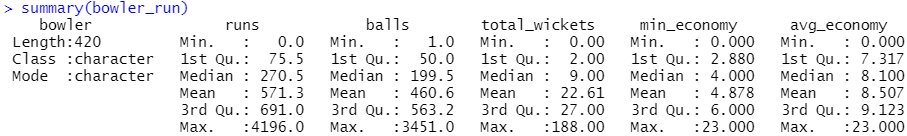 > summary(bowler_run)
    bowler               runs            balls        total_wickets     min_economy      avg_economy    
 Length:420         Min.   :   0.0   Min.   :   1.0   Min.   :  0.00   Min.   : 0.000   Min.   : 0.000  
 Class :character   1st Qu.:  75.5   1st Qu.:  50.0   1st Qu.:  2.00   1st Qu.: 2.880   1st Qu.: 7.317  
 Mode  :character   Median : 270.5   Median : 199.5   Median :  9.00   Median : 4.000   Median : 8.100  
                    Mean   : 571.3   Mean   : 460.6   Mean   : 22.61   Mean   : 4.878   Mean   : 8.507  
                    3rd Qu.: 691.0   3rd Qu.: 563.2   3rd Qu.: 27.00   3rd Qu.: 6.000   3rd Qu.: 9.123  
                    Max.   :4196.0   Max.   :3451.0   Max.   :188.00   Max.   :23.000   Max.   :23.000